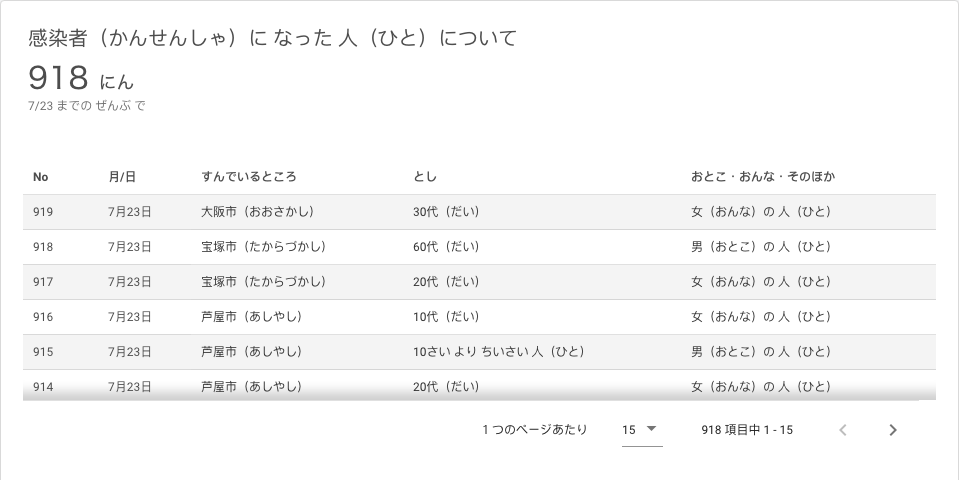 感染者（かんせんしゃ）に なった 人（ひと）について
918 にん
7/23 までの ぜんぶ で
No 月/日 すんでいるところ とし おとこ・おんな・そのほか
919 7月23日 大阪市（おおさかし） 30代（だい） 女（おんな）の 人（ひと）
918 7月23日 宝塚市（たからづかし） 60代（だい） 男（おとこ）の 人（ひと）
917 7月23日 宝塚市（たからづかし） 20代（だい） 女（おんな）の 人（ひと）
916 7月23日 芦屋市（あしやし） 10代（だい） 女（おんな）の 人（ひと）
915 7月23日 芦屋市（あしやし） 10さい より ちいさい 人（ひと） 男（おとこ）の 人（ひと）
914 7月23日 芦屋市（あしやし） 20代（だい） 女（おんな）の 人（ひと）
1 つのページあたり 15 918 項目中 1 - 15